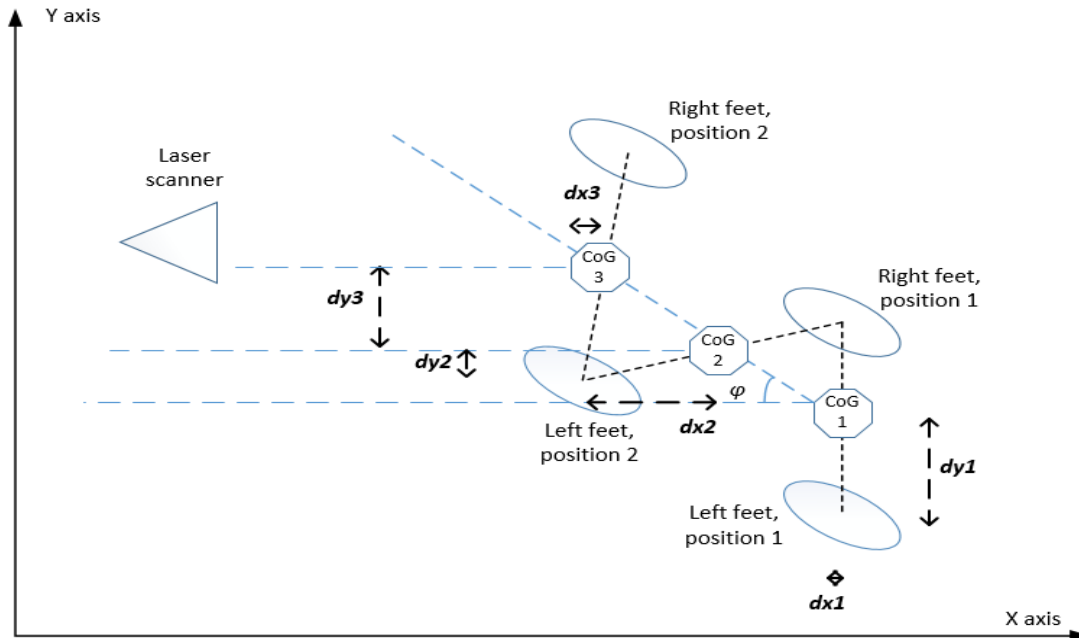 Y axis
Right feet,
position 2
Laser
scanner
dx3
CoG
3
Right feet,
position 1
dy3
CoG
2
dy2
φ
CoG
1
dx2
Left feet,
position 2
dy1
Left feet,
position 1
dx1
X axis